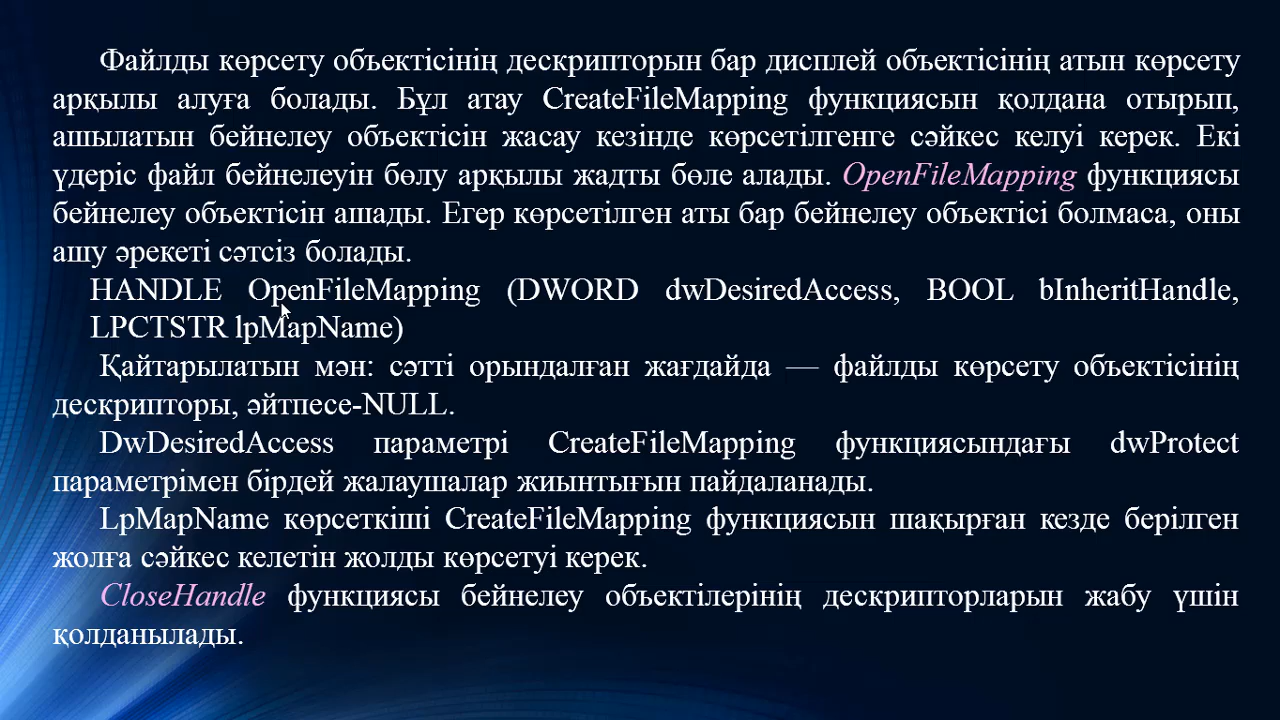 Файлды көрсету объектісінің дескрипторын бар дисплей объектісінің атын көрсету
арқылы алуға болады. Бұл атау CreateFileMapping функциясын қолдана отырып,
ашылатын бейнелеу объектісін жасау кезінде көрсетілгенге сәйкес келуі керек. Екі
үдеріс файл бейнелеуін бөлу арқылы жадты бөле алады. OpenFileMapping функциясы
бейнелеу объектісін ашады. Егер көрсетілген аты бар бейнелеу объектісі болмаса, оны
ашу әрекеті сәтсіз болады.
HANDLE OpenFileMapping (DWORD dwDesiredAccess, BOOL bInheritHandle,
LPCTSTR lpMapName)
Қайтарылатын мән: сәтті орындалған жағдайда — файлды көрсету объектісінің
дескрипторы, әйтпесе-NULL.
DwDesiredAccess параметрі CreateFileMapping функциясындағы dwProtect
параметрімен бірдей жалаушалар жиынтығын пайдаланады.
LpMapName көрсеткіші CreateFileMapping функциясын шақырған кезде берілген
жолға сәйкес келетін жолды көрсетуі керек.
CloseHandle функциясы бейнелеу объектілерінің дескрипторларын жабу үшін
қолданылады.